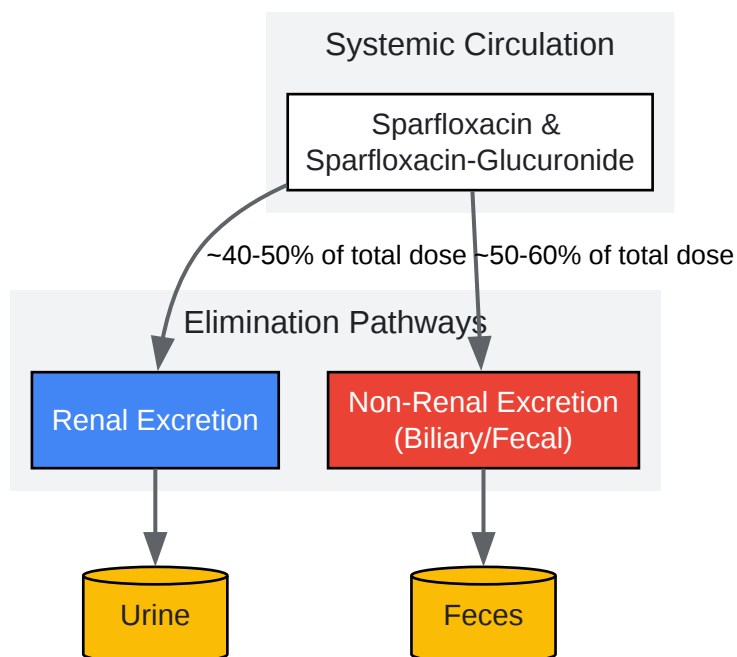 Systemic Circulation
Sparfloxacin &
Sparfloxacin-Glucuronide
~40-50% of total dose
~50-60% of total dose
Elimination Pathways
Renal Excretion
Non-Renal Excretion
(Biliary/Fecal)
Urine
Feces